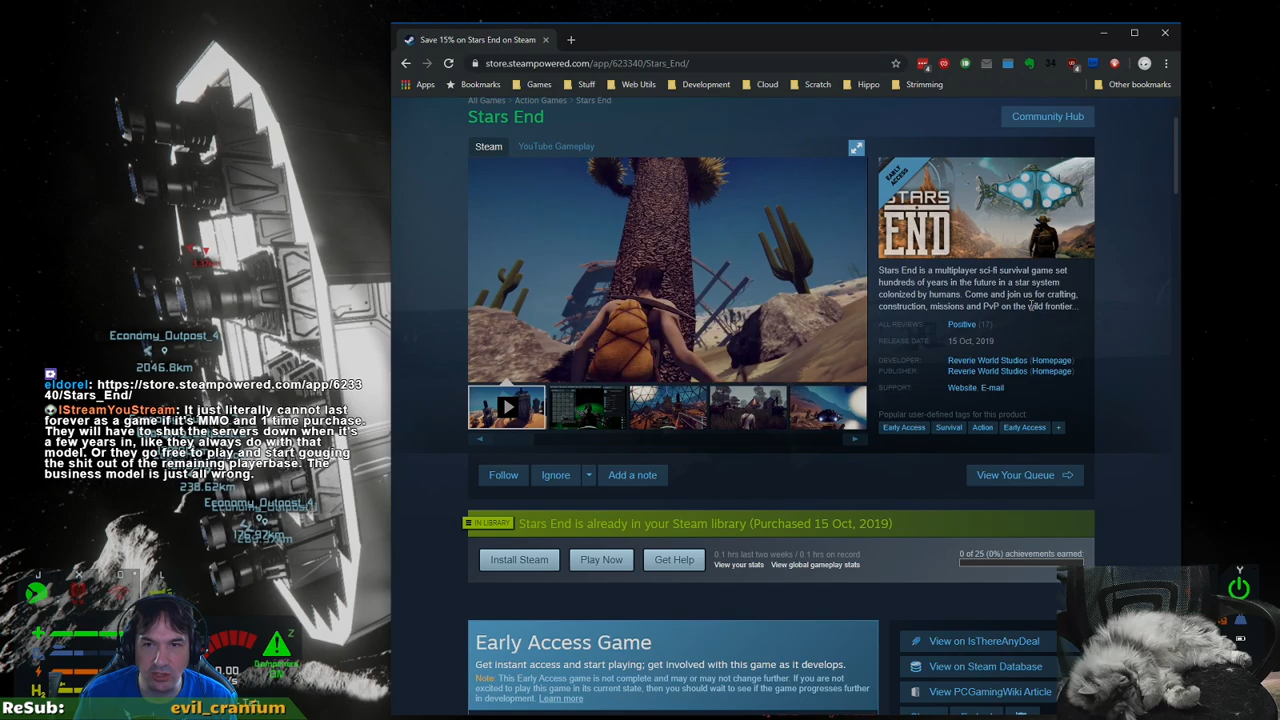 Save 15% on Stars End on Steam
store.steampowered.com/app/623340/Stars_End/
Apps
Bookmarks
Games
Stuff
Web Utils
Development
Cloud
Scratch
Hippo
Strimming
Other bookmarks
All Games > Action Games > Stars End
Stars End
Community Hub
Steam
YouTube Gameplay
EARLY ACCESS
STARS END
Stars End is a multiplayer sci-fi survival game set
hundreds of years in the future in a star system
colonized by humans. Come and join us for crafting,
construction, missions and PvP on the wild frontier...
ALL REVIEWS: Positive (17)
RELEASE DATE: 15 Oct, 2019
DEVELOPER: Reverie World Studios (Homepage)
PUBLISHER: Reverie World Studios (Homepage)
SUPPORT: Website, E-mail
Popular user-defined tags for this product
Early Access Survival Action Early Access +
Follow
Ignore
Add a note
View Your Queue
IN LIBRARY
Stars End is already in your Steam library (Purchased 15 Oct, 2019)
Install Steam
Play Now
Get Help
0.1 hrs last two weeks / 0.1 hrs on record
View your stats View global gameplay stats
0 of 25 (0%) achievements earned:
Early Access Game
Get instant access and start playing; get involved with this game as it develops.
Note: This Early Access game is not complete and may or may not change further. If you are not
excited to play this game in its current state, then you should wait to see if the game progresses further
in development. Learn more
View on IsThereAnyDeal
View on Steam Database
View PCGamingWiki Article
Economy_Outpost_4
2046.8km
eldorel: https://store.steampowered.com/app/6233
40/Stars_End/
IStreamYouStream: It just literally cannot last
forever as a game if it's MMO and 1 time purchase.
They will have to shut the servers down when it's
a few years in, like they always do with that
model. Or they go free to play and start gouging
the shit out of the remaining playerbase. The
business model is just all wrong.
238.62km
Economy_Outpost_4
J
X
L
Z
Y
H2
ReSub:
evil_cranium